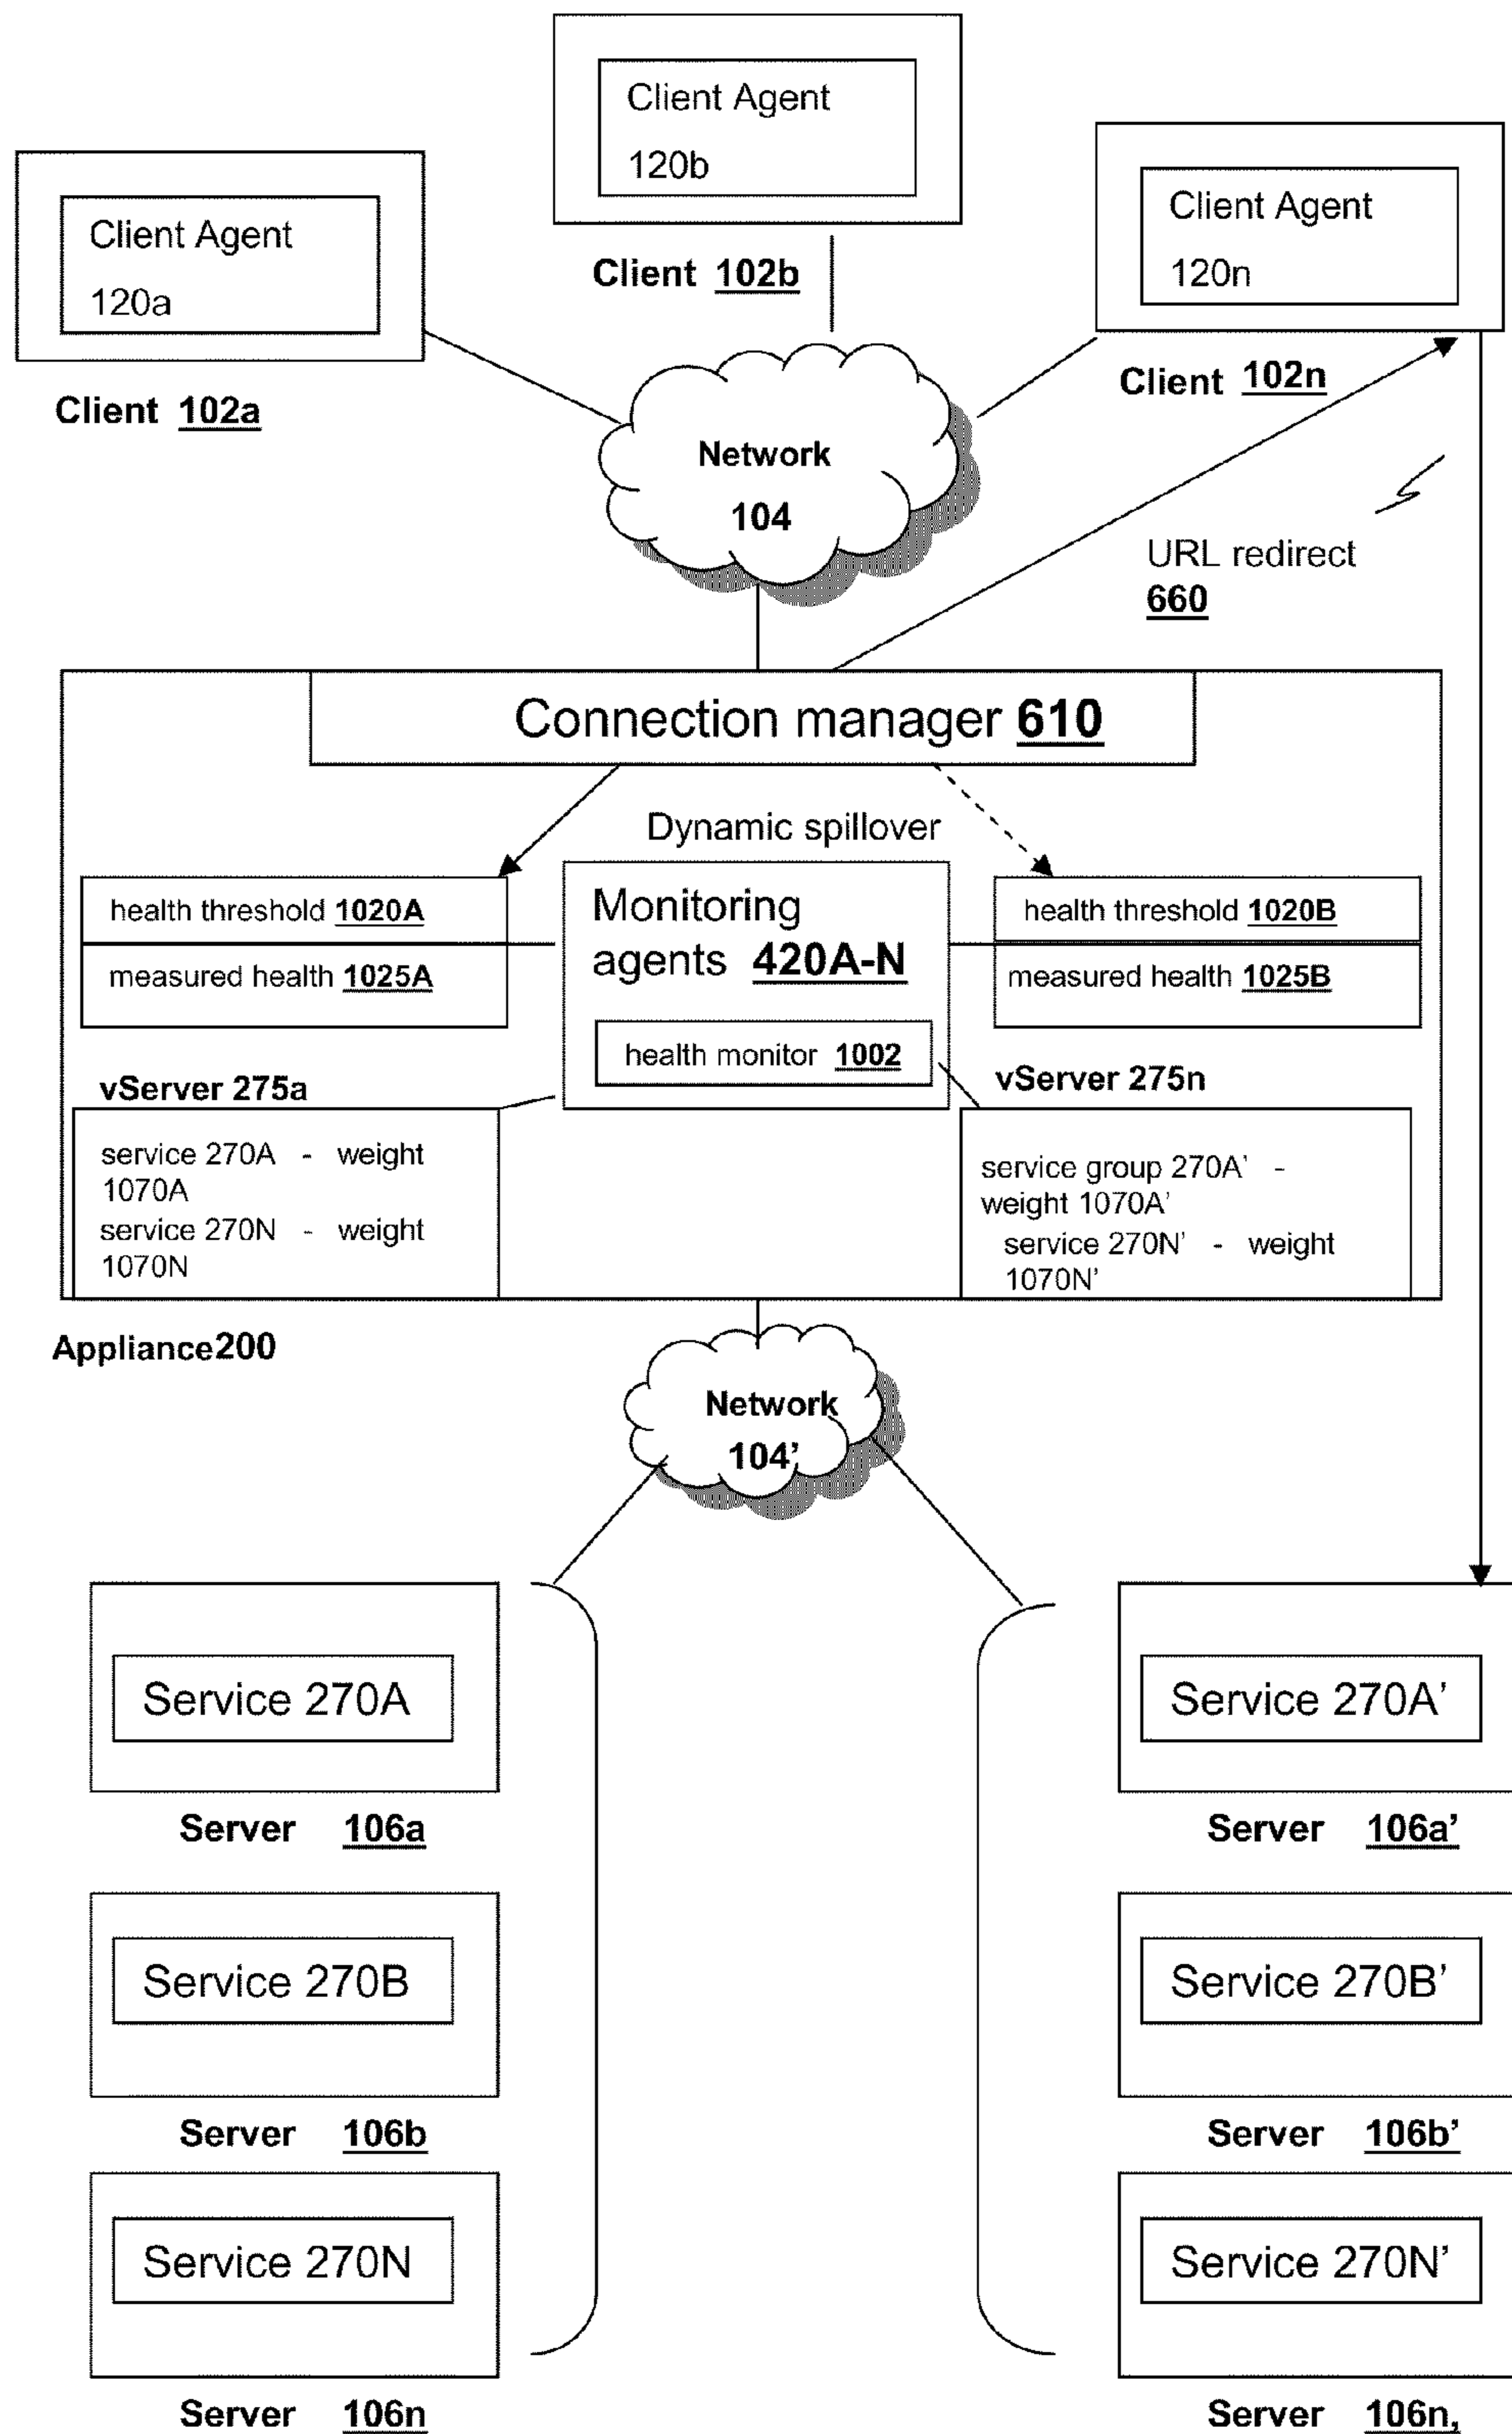 Client Agent
120b
Client Agent
120n
Client Agent
120a
Client 102b
Client 102n
Client 102a
Network
104
URL redirect
660
Connection manager 610
Dynamic spillover
health threshold 1020A
measured health 1025A
Monitoring
agents 420A-N
health monitor 1002
health threshold 1020B
measured health 1025B
vServer 275a
service 270A - weight
1070A
service 270N - weight
1070N
vServer 275n
service group 270A' -
weight 1070A'
service 270N' - weight
1070N'
Appliance200
Network
104'
Service 270A
Server 106a
Service 270B
Server 106b
Service 270N
Server 106n
Service 270A'
Server 106a'
Service 270B'
Server 106b'
Service 270N'
Server 106n,